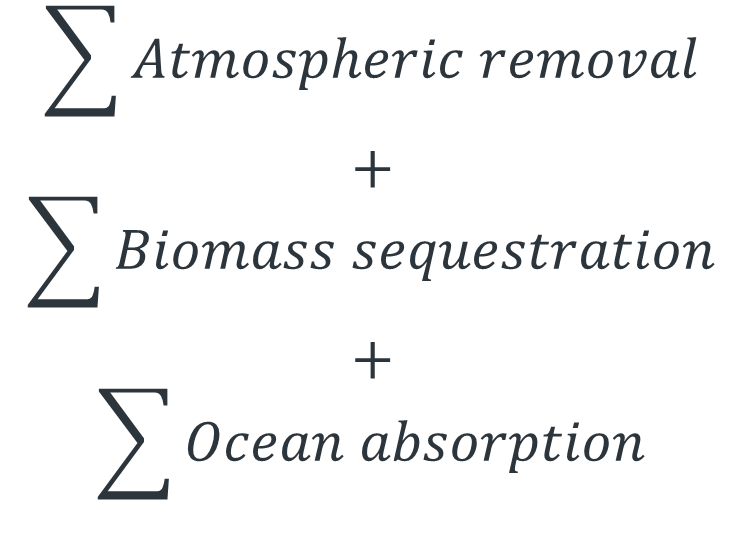 ∑ Atmospheric removal
+
∑ Biomass sequestration
+
∑ Ocean absorption